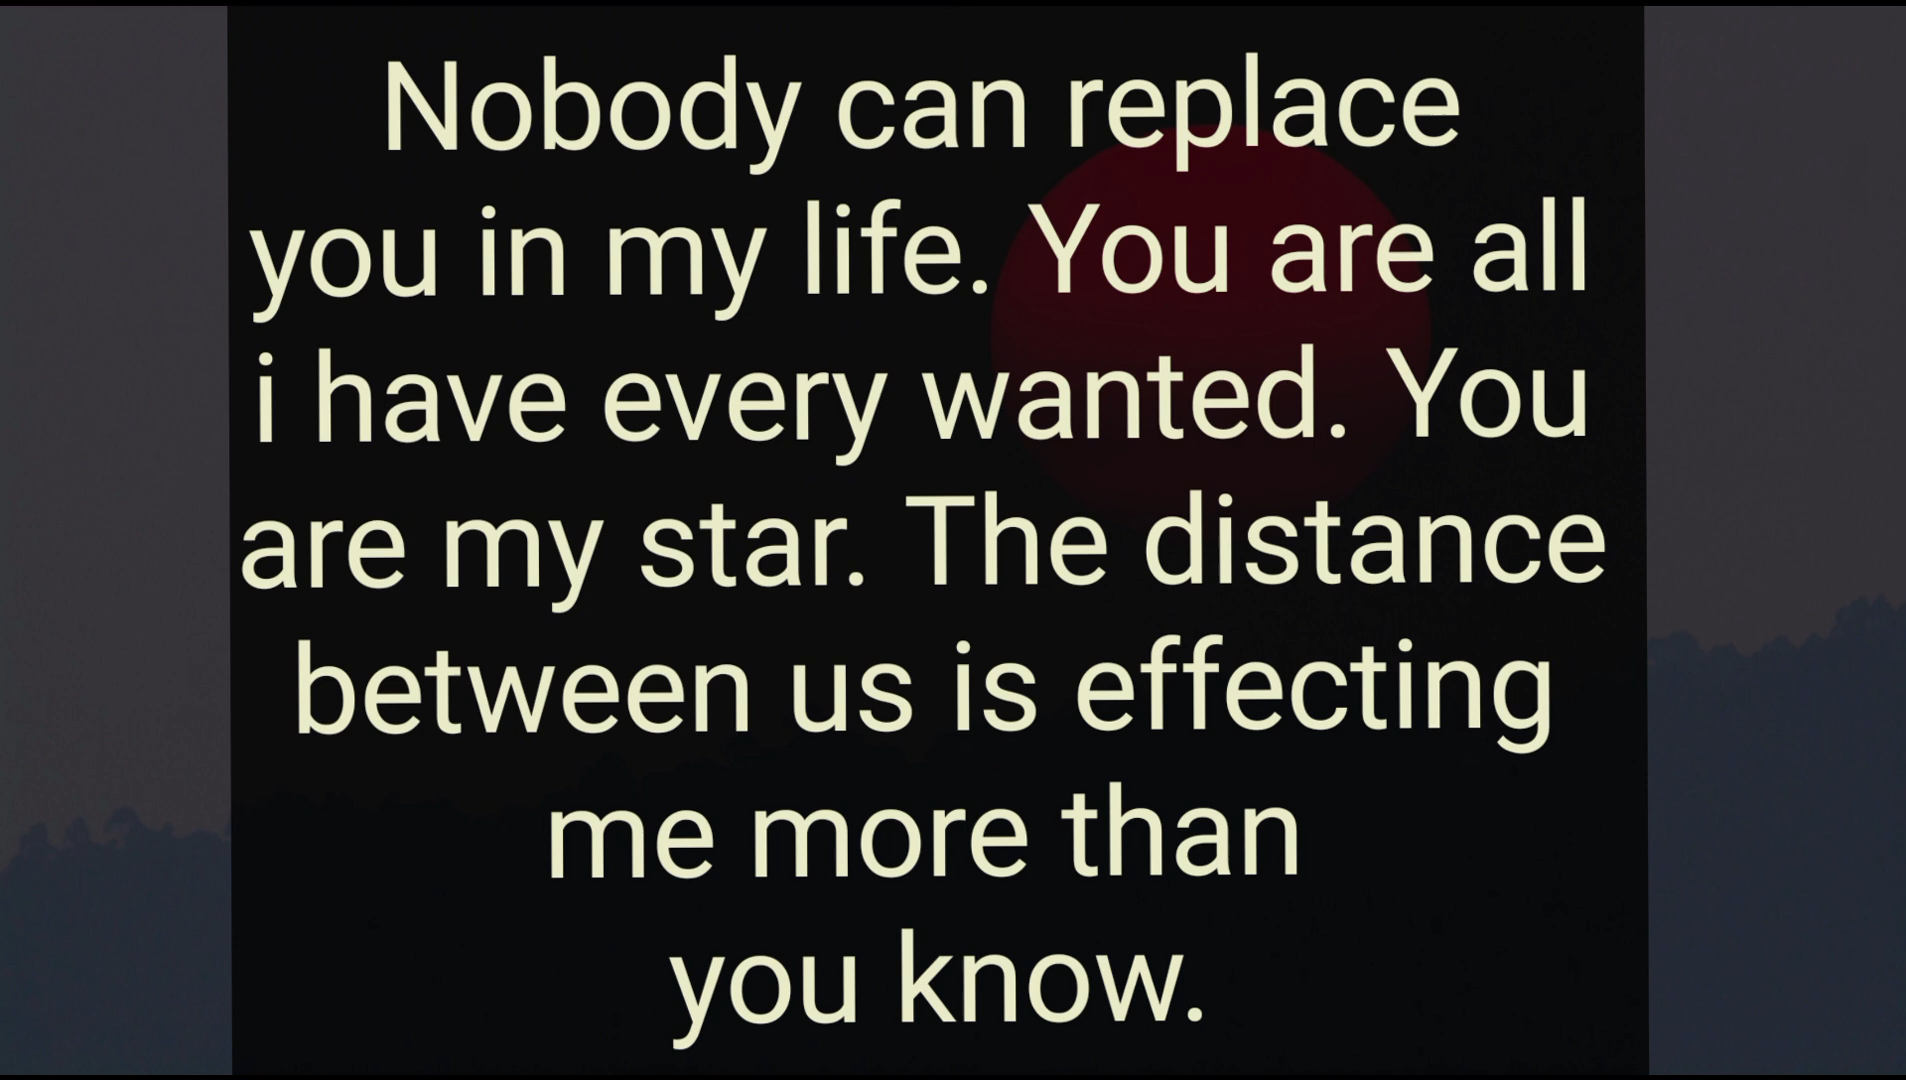 Nobody can replace
you in my life. You are all
i have every wanted. You
are my star. The distance
between us is effecting
me more than
you know.